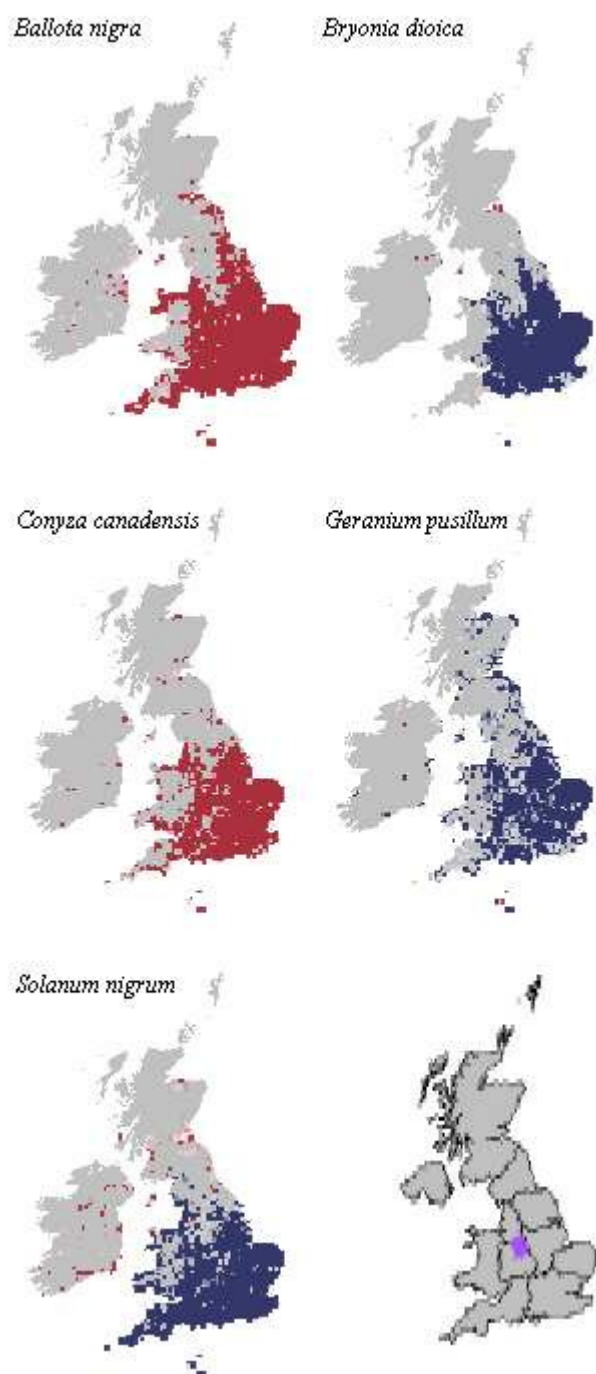 Ballota nigra
Bryonia dioica
Conyza canadensis
Geranium pusillum
Solanum nigrum